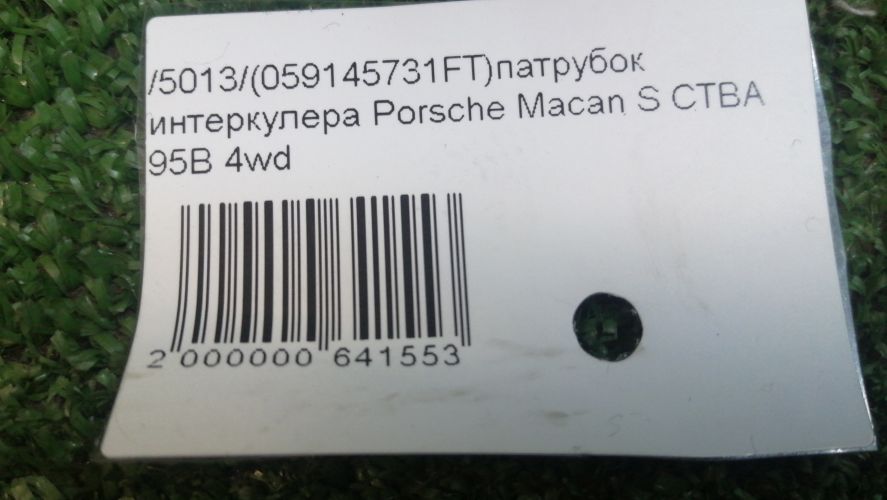 /5013/(059145731FT)патрубок
интеркулера Porsche Macan S CTBA
95B 4wd
2 000000 641553